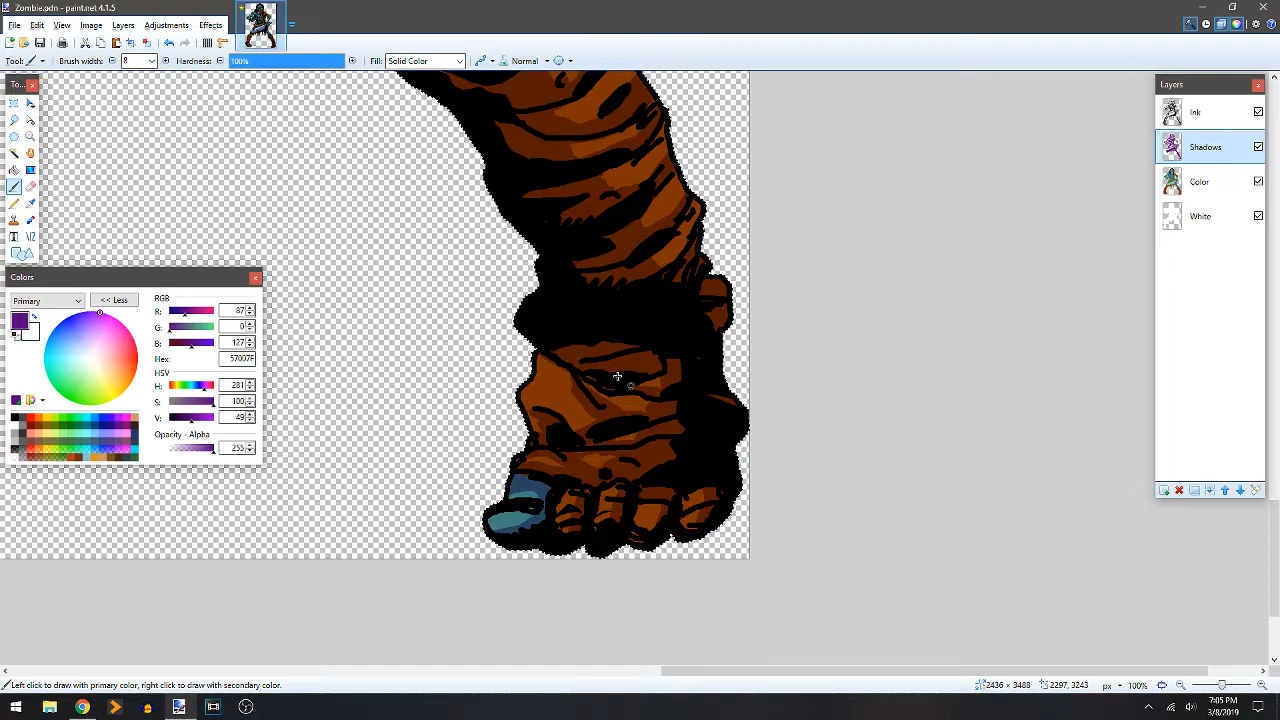 Zombie.pdn - paint.net 4.1.5
File Edit View Image Layers Adjustments Effects
Tool: Brush width: 8 Hardness: 100% Fill: Solid Color Normal
To...
Layers
Ink
Shadows
Color
White
Colors
Primary << Less
RGB
R: 87
G: 0
B: 127
Hex: 57007F
HSV
H: 281
S: 100
V: 49
Opacity - Alpha
255
Left click to draw with primary color, right click to draw with secondary color. 2436 × 3488 2297, 3243 px 100%
7:05 PM
3/8/2019